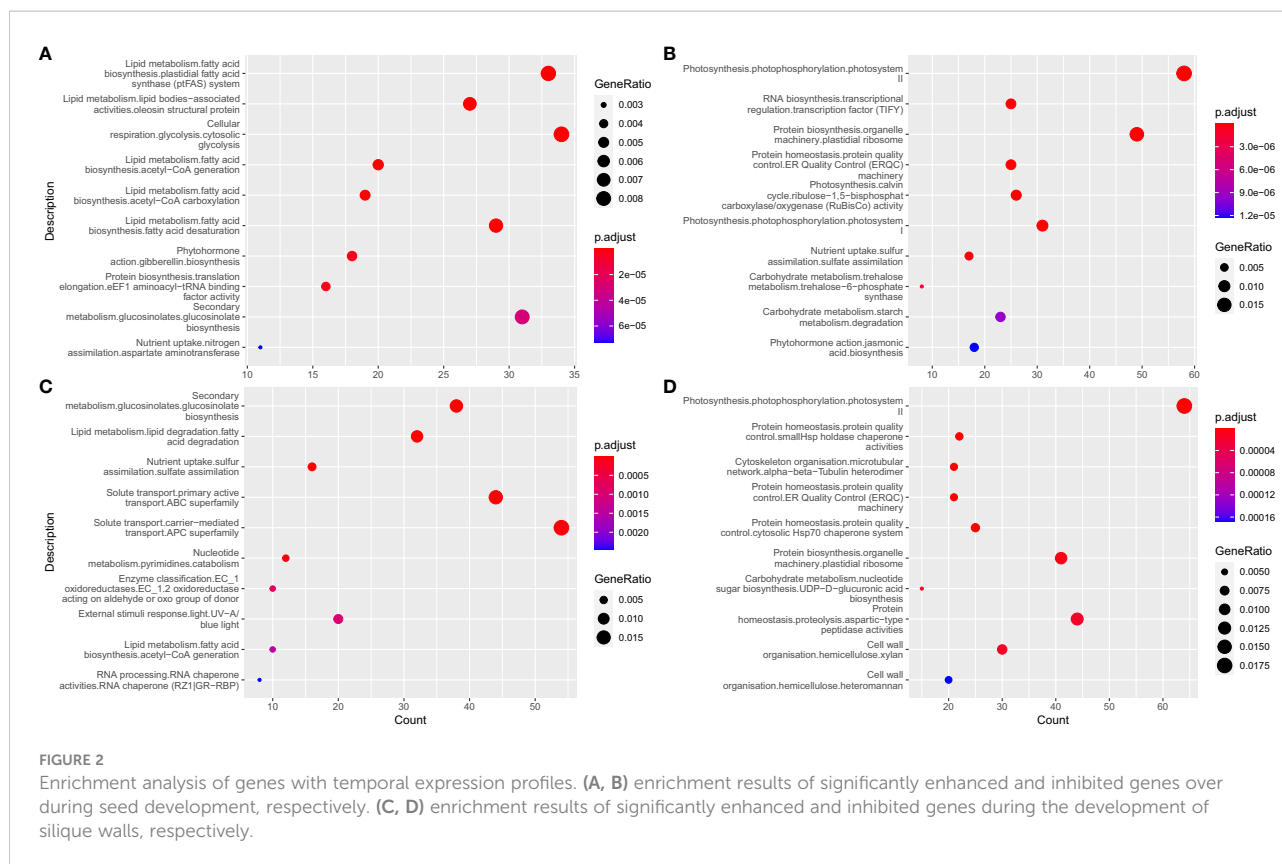 A
Description
Lipid metabolism.fatty acid
biosynthesis.plastidial fatty acid
synthase (ptFAS) system
Lipid metabolism.lipid bodies−associated
activities.oleosin structural protein
Cellular
respiration.glycolysis.cytosolic
glycolysis
Lipid metabolism.fatty acid
biosynthesis.acetyl−CoA generation
Lipid metabolism.fatty acid
biosynthesis.acetyl−CoA carboxylation
Lipid metabolism.fatty acid
biosynthesis.fatty acid desaturation
Phytohormone
action.gibberellin.biosynthesis
Protein biosynthesis.translation
elongation.eEF1 aminoacyl−tRNA binding
factor activity
Secondary
metabolism.glucosinolates.glucosinolate
biosynthesis
Nutrient uptake.nitrogen
assimilation.aspartate aminotransferase
10 15 20 25 30 35
GeneRatio
0.003
0.004
0.005
0.006
0.007
0.008
p.adjust
2e−05
4e−05
6e−05
B
Photosynthesis.photophosphorylation.photosystem
II
RNA biosynthesis.transcriptional
regulation.transcription factor (TIFY)
Protein biosynthesis.organelle
machinery.plastidial ribosome
Protein homeostasis.protein quality
control.ER Quality Control (ERQC)
machinery
Photosynthesis.calvin
cycle.ribulose−1,5−bisphosphat
carboxylase/oxygenase (RuBisCo) activity
Photosynthesis.photophosphorylation.photosystem
I
Nutrient uptake.sulfur
assimilation.sulfate assimilation
Carbohydrate metabolism.trehalose
metabolism.trehalose−6−phosphate
synthase
Carbohydrate metabolism.starch
metabolism.degradation
Phytohormone action.jasmonic
acid.biosynthesis
10 20 30 40 50 60
p.adjust
3.0e−06
6.0e−06
9.0e−06
1.2e−05
GeneRatio
0.005
0.010
0.015
C
Description
Secondary
metabolism.glucosinolates.glucosinolate
biosynthesis
Lipid metabolism.lipid degradation.fatty
acid degradation
Nutrient uptake.sulfur
assimilation.sulfate assimilation
Solute transport.primary active
transport.ABC superfamily
Solute transport.carrier−mediated
transport.APC superfamily
Nucleotide
metabolism.pyrimidines.catabolism
Enzyme classification.EC_1
oxidoreductases.EC_1.2 oxidoreductase
acting on aldehyde or oxo group of donor
External stimuli response.light.UV−A/
blue light
Lipid metabolism.fatty acid
biosynthesis.acetyl−CoA generation
RNA processing.RNA chaperone
activities.RNA chaperone (RZ1|GR−RBP)
10 20 30 40 50
Count
p.adjust
0.0005
0.0010
0.0015
0.0020
GeneRatio
0.005
0.010
0.015
D
Photosynthesis.photophosphorylation.photosystem
II
Protein homeostasis.protein quality
control.smallHsp holdase chaperone
activities
Cytoskeleton organisation.microtubular
network.alpha−beta−Tubulin heterodimer
Protein homeostasis.protein quality
control.ER Quality Control (ERQC)
machinery
Protein homeostasis.protein quality
control.cytosolic Hsp70 chaperone system
Protein biosynthesis.organelle
machinery.plastidial ribosome
Carbohydrate metabolism.nucleotide
sugar biosynthesis.UDP−D−glucuronic acid
biosynthesis
Protein
homeostasis.proteolysis.aspartic−type
peptidase activities
Cell wall
organisation.hemicellulose.xylan
Cell wall
organisation.hemicellulose.heteromannan
20 30 40 50 60
Count
p.adjust
0.00004
0.00008
0.00012
0.00016
GeneRatio
0.0050
0.0075
0.0100
0.0125
0.0150
0.0175
FIGURE 2
Enrichment analysis of genes with temporal expression profiles. (A, B) enrichment results of significantly enhanced and inhibited genes over
during seed development, respectively. (C, D) enrichment results of significantly enhanced and inhibited genes during the development of
silique walls, respectively.